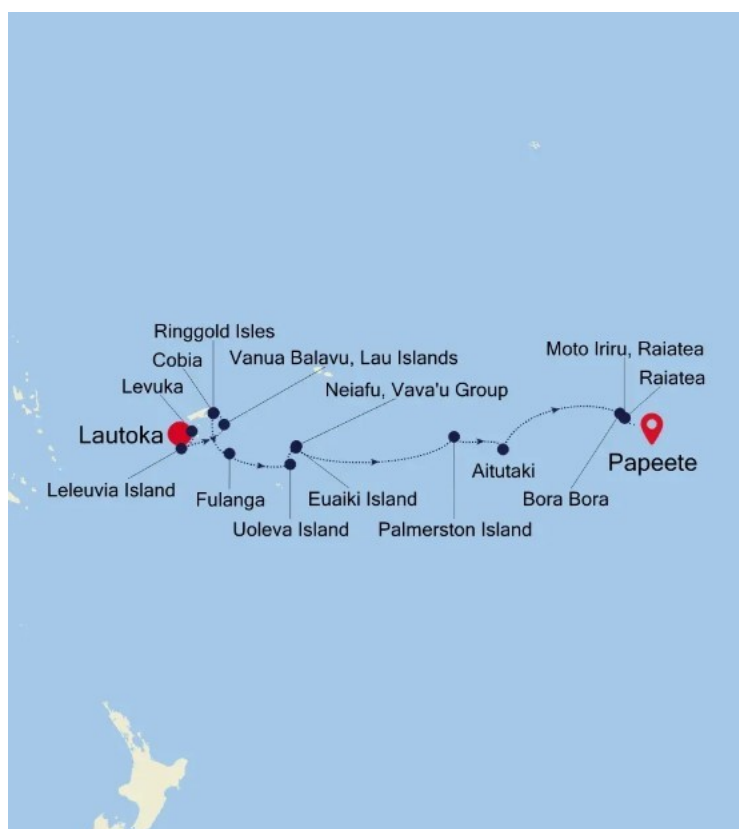 Ringgold Isles
Cobia
Vanua Balavu, Lau Islands
Levuka
Neiafu, Vava'u Group
Moto Iriru, Raiatea
Raiatea
Lautoka
Leleuvia Island
Fulanga
Euaiki Island
Uoleva Island
Palmerston Island
Aitutaki
Bora Bora
Papeete